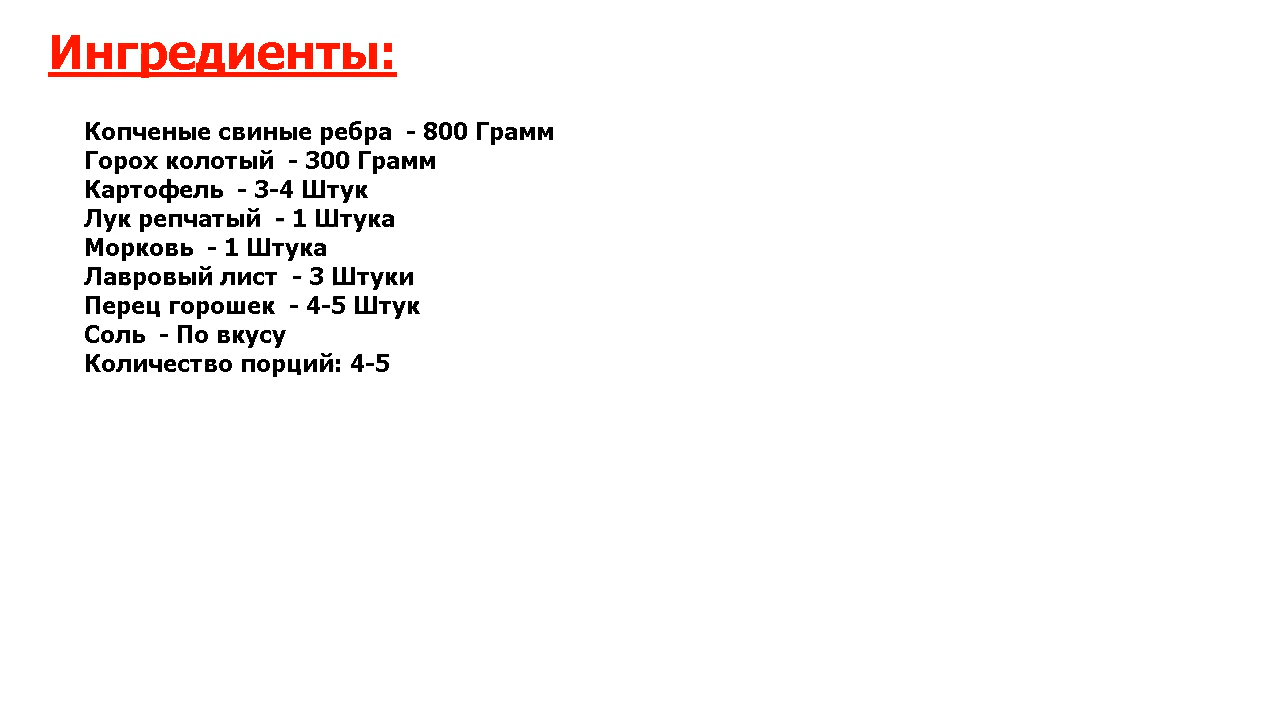 Ингредиенты:
Копченые свиные ребра - 800 Грамм
Горох колотый - 300 Грамм
Картофель - 3-4 Штук
Лук репчатый - 1 Штука
Морковь - 1 Штука
Лавровый лист - 3 Штуки
Перец горошек - 4-5 Штук
Соль - По вкусу
Количество порций: 4-5